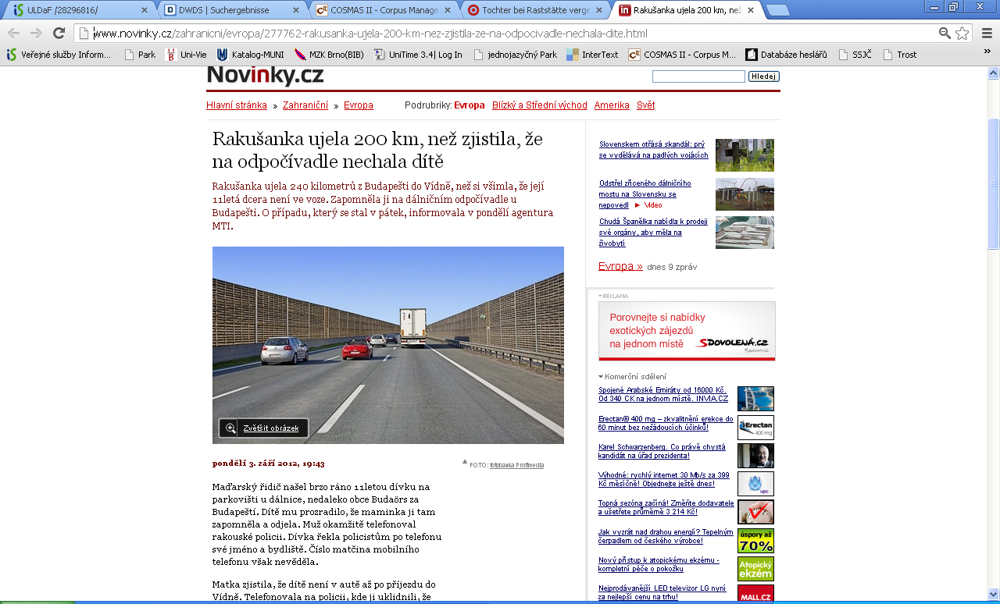 ULDaF /28296816/
DWDS | Suchergebnisse
COSMAS II - Corpus Manage
Tochter bei Raststätte verge
Rakušanka ujela 200 km, než
www.novinky.cz/zahranicni/evropa/277762-rakusanka-ujela-200-km-nez-zjistila-ze-na-odpocivadle-nechala-dite.html
Veřejné služby Inform...
Park
Uni-Vie
Katalog-MUNI
MZK Brno(BIB)
UniTime 3.4| Log In
jednojazyčný Park
InterText
COSMAS II - Corpus M...
Databáze heslářů
SSJČ
Trost
Novinky.cz
Hledej
Hlavní stránka » Zahraniční » Evropa
Podrubriky: Evropa Blízký a Střední východ Amerika Svět
Rakušanka ujela 200 km, než zjistila, že
na odpočívadle nechala dítě
Rakušanka ujela 240 kilometrů z Budapešti do Vídně, než si všimla, že její
11letá dcera není ve voze. Zapomněla ji na dálničním odpočívadle u
Budapešti. O případu, který se stal v pátek, informovala v pondělí agentura
MTI.
Zvětšit obrázek
pondělí 3. září 2012, 19:43
FOTO: fotobanka Profimedia
Maďarský řidič našel brzo ráno 11letou dívku na
parkovišti u dálnice, nedaleko obce Budaörs za
Budapeští. Dítě mu prozradilo, že maminka ji tam
zapomněla a odjela. Muž okamžitě telefonoval
rakouské policii. Dívka řekla policistům po telefonu
své jméno a bydliště. Číslo matčina mobilního
telefonu však nevěděla.
Matka zjistila, že dítě není v autě až po příjezdu do
Vídně. Telefonovala na policii, kde ji uklidnili, že
Slovenskem otřásá skandál: prý
se vydělává na padlých vojácích
Odstřel zříceného dálničního
mostu na Slovensku se
nepovedl ► Video
Chudá Španělka nabídla k prodeji
své orgány, aby měla na
živobytí
Evropa » dnes 9 zpráv
REKLAMA
Porovnejte si nabídky
exotických zájezdů
na jednom místě
SDOVOLENÁ.CZ
SEZNAM.CZ
Komerční sdělení
Spojené Arabské Emiráty od 16000 Kč.
Od 340 CK na jednom místě. INVIA.CZ
Erectan® 400 mg – zkvalitnění erekce do
60 minut bez nežádoucích účinků!
Erectan
400 mg
Karel Schwarzenberg. Co právě chystá
kandidát na úřad prezidenta!
Výhodné: rychlý internet 30 Mb/s za 399
Kč měsíčně! Objednejte ještě dnes!
upc
Topná sezóna začíná! Změňte dodavatele
a ušetřete průměrně 3 214 Kč!
Jak vyzrát nad drahou energií? Tepelným
čerpadlem od českého výrobce!
úspory až
70%
Nový přístup k atopickému ekzému -
kompletní péče o pokožku
Atopický
ekzém
Nejprodávanější LED televizor LG nyní
za nejlepší cenu na trhu!
MALL.CZ